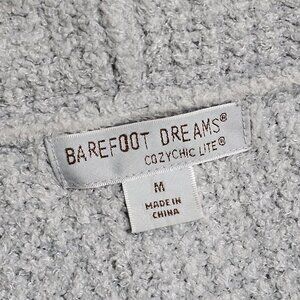 BAREFOOT DREAMS®
COZYCHIC LITE®
M
MADE IN
CHINA